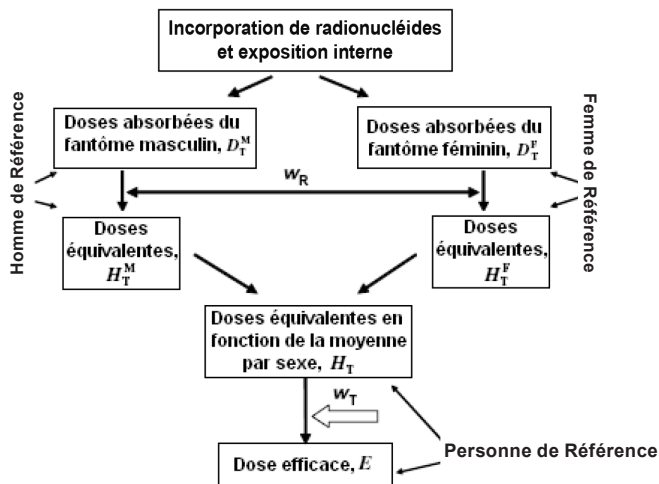 Incorporation de radionucléides
et exposition interne
Homme de Référence
Doses absorbées du
fantôme masculin, D_T^M
Doses absorbées du
fantôme féminin, D_T^F
Femme de Référence
w_R
Doses
équivalentes,
H_T^M
Doses
équivalentes,
H_T^F
Doses équivalentes en
fonction de la moyenne
par sexe, H_T
w_T
Personne de Référence
Dose efficace, E